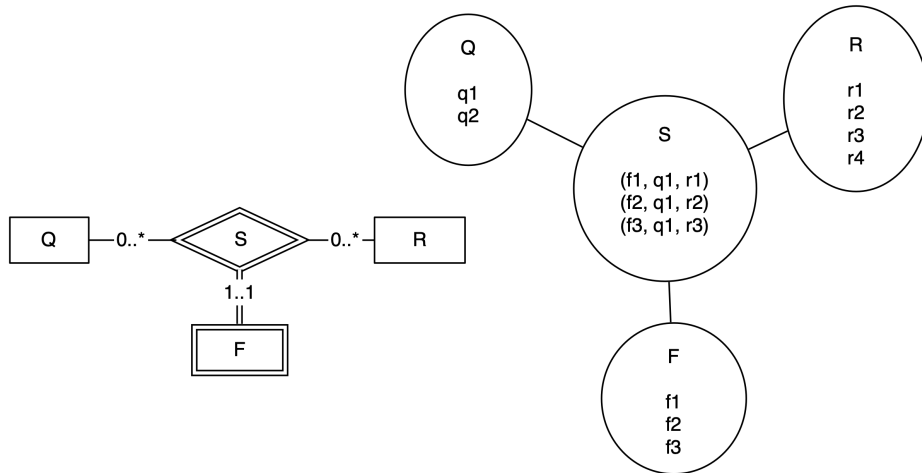 Q
0..*
S
0..*
R
1..1
F
Q
q1
q2
S
(f1, q1, r1)
(f2, q1, r2)
(f3, q1, r3)
R
r1
r2
r3
r4
F
f1
f2
f3